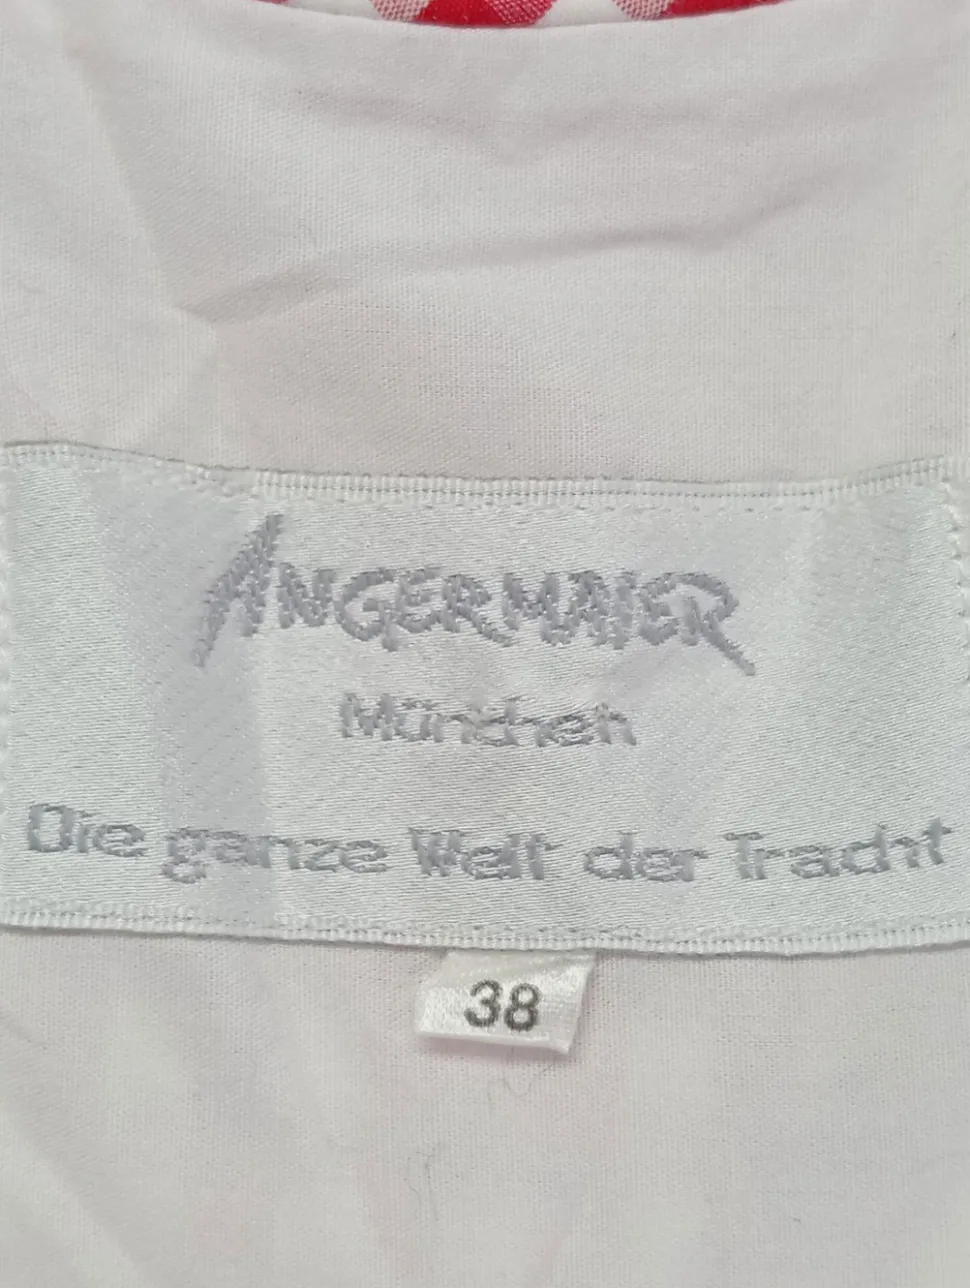 ANGERMAIER
München
Die ganze Welt der Tracht
38